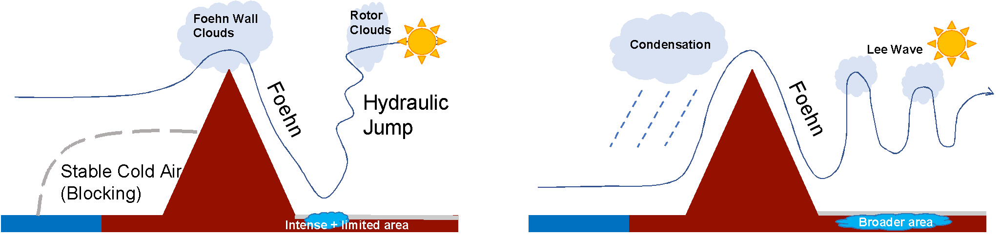 Foehn Wall
Clouds
Rotor
Clouds
Foehn
Hydraulic
Jump
Stable Cold Air
(Blocking)
Intense + limited area
Condensation
Lee Wave
Foehn
Broader area